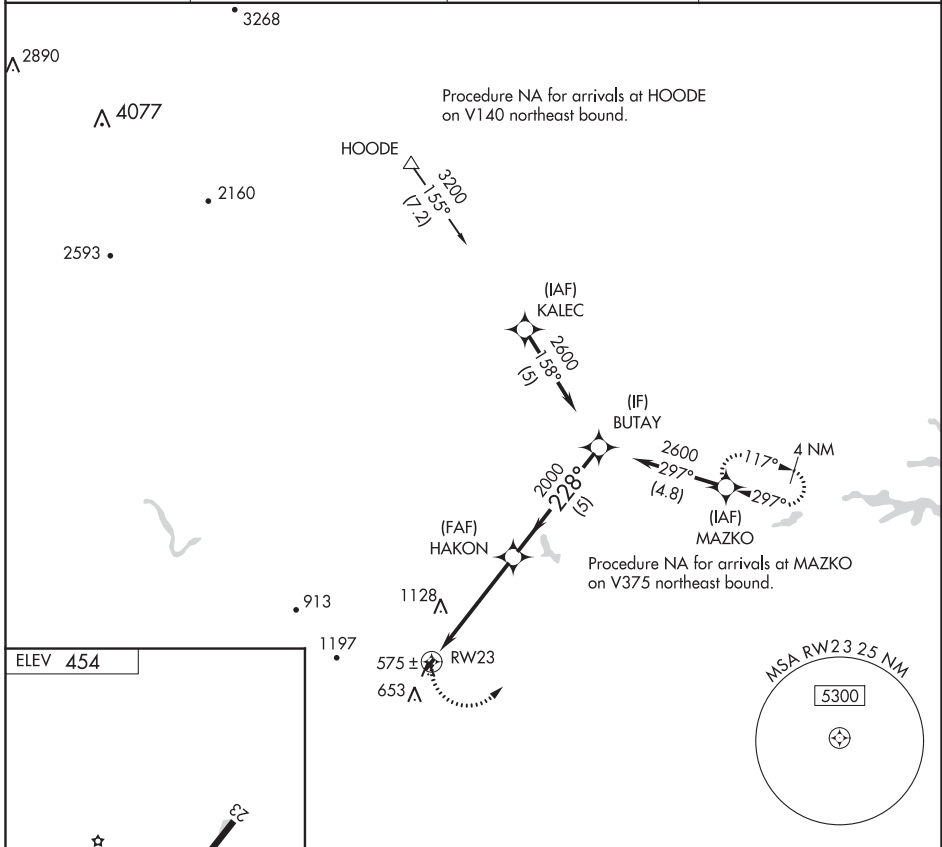 3268
2890
4077
Procedure NA for arrivals at HOODE
on V140 northeast bound.
HOODE
3200
155°
(7.2)
2160
2593
(IAF)
KALEC
2600
158°
(5)
(IF)
BUTAY
2600
297°
(4.8)
117°
4 NM
297°
(IAF)
MAZKO
2000
228°
(5)
(FAF)
HAKON
Procedure NA for arrivals at MAZKO
on V375 northeast bound.
913
1128
1197
575 ±
RW23
653
ELEV 454
23
MSA RW23 25 NM
5300